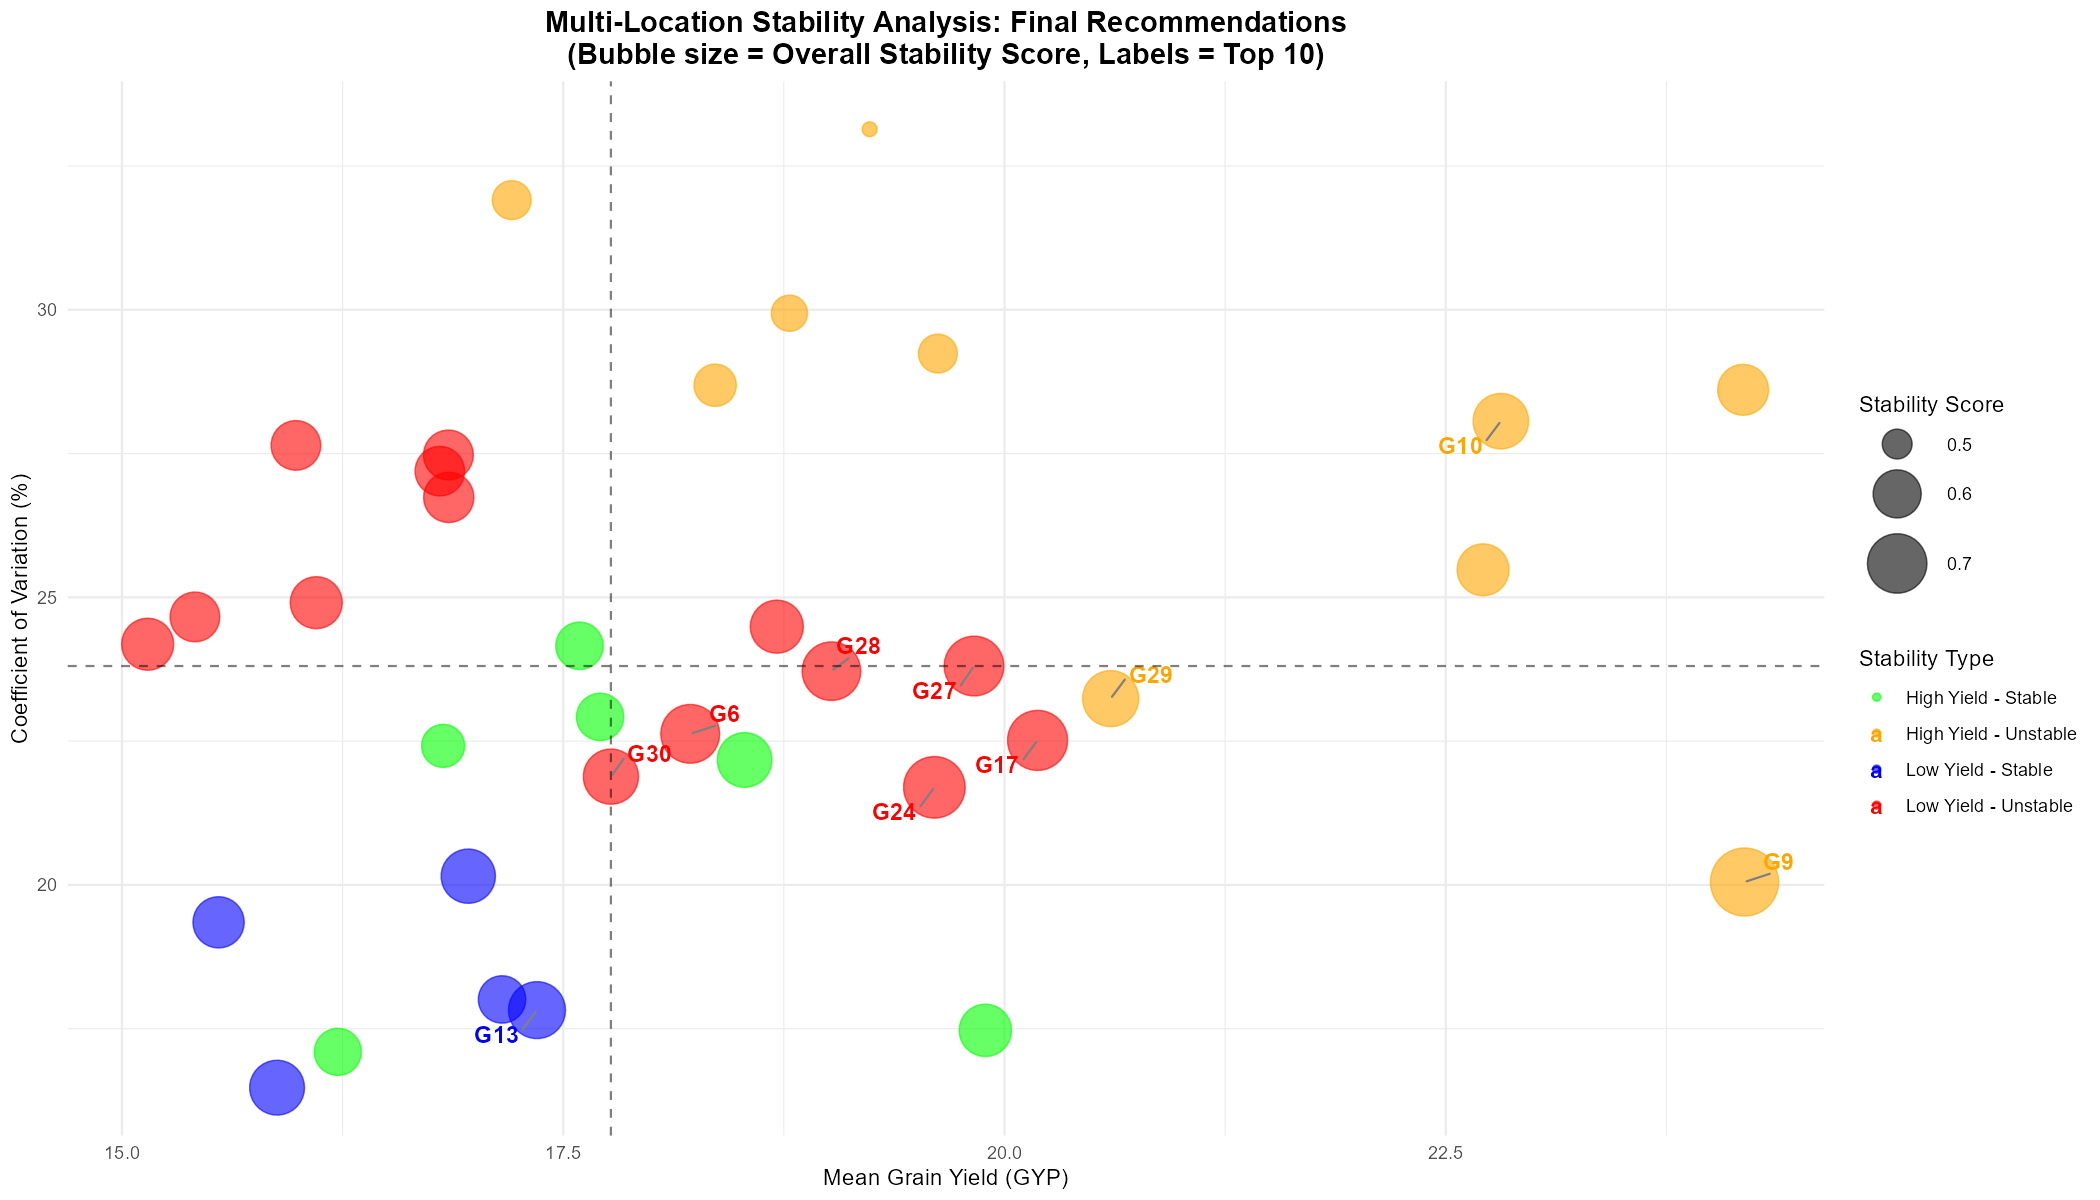 Multi-Location Stability Analysis: Final Recommendations
(Bubble size = Overall Stability Score, Labels = Top 10)
Coefficient of Variation (%)
30
25
20
G10
G28
G27
G29
G6
G30
G17
G24
G9
G13
15.0
17.5
20.0
22.5
Mean Grain Yield (GYP)
Stability Score
0.5
0.6
0.7
Stability Type
High Yield - Stable
a High Yield - Unstable
a Low Yield - Stable
a Low Yield - Unstable